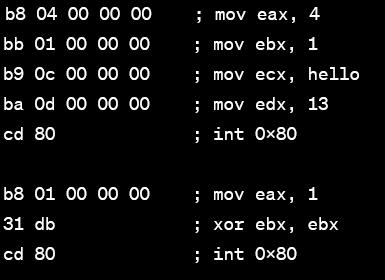 b8 04 00 00 00 ; mov eax, 4
bb 01 00 00 00 ; mov ebx, 1
b9 0c 00 00 00 ; mov ecx, hello
ba 0d 00 00 00 ; mov edx, 13
cd 80 ; int 0×80
b8 01 00 00 00 ; mov eax, 1
31 db ; xor ebx, ebx
cd 80 ; int 0×80